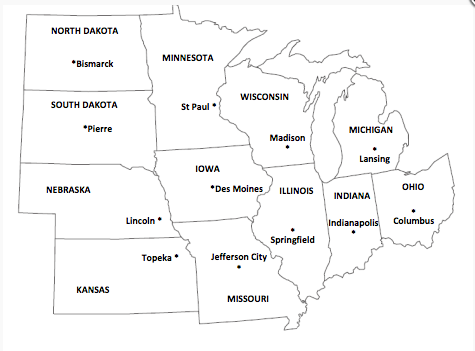 NORTH DAKOTA
*Bismarck
MINNESOTA
St Paul
SOUTH DAKOTA
*Pierre
WISCONSIN
Madison
MICHIGAN
Lansing
IOWA
*Des Moines
NEBRASKA
Lincoln
ILLINOIS
Springfield
INDIANA
Indianapolis
OHIO
Columbus
Topeka
Jefferson City
KANSAS
MISSOURI